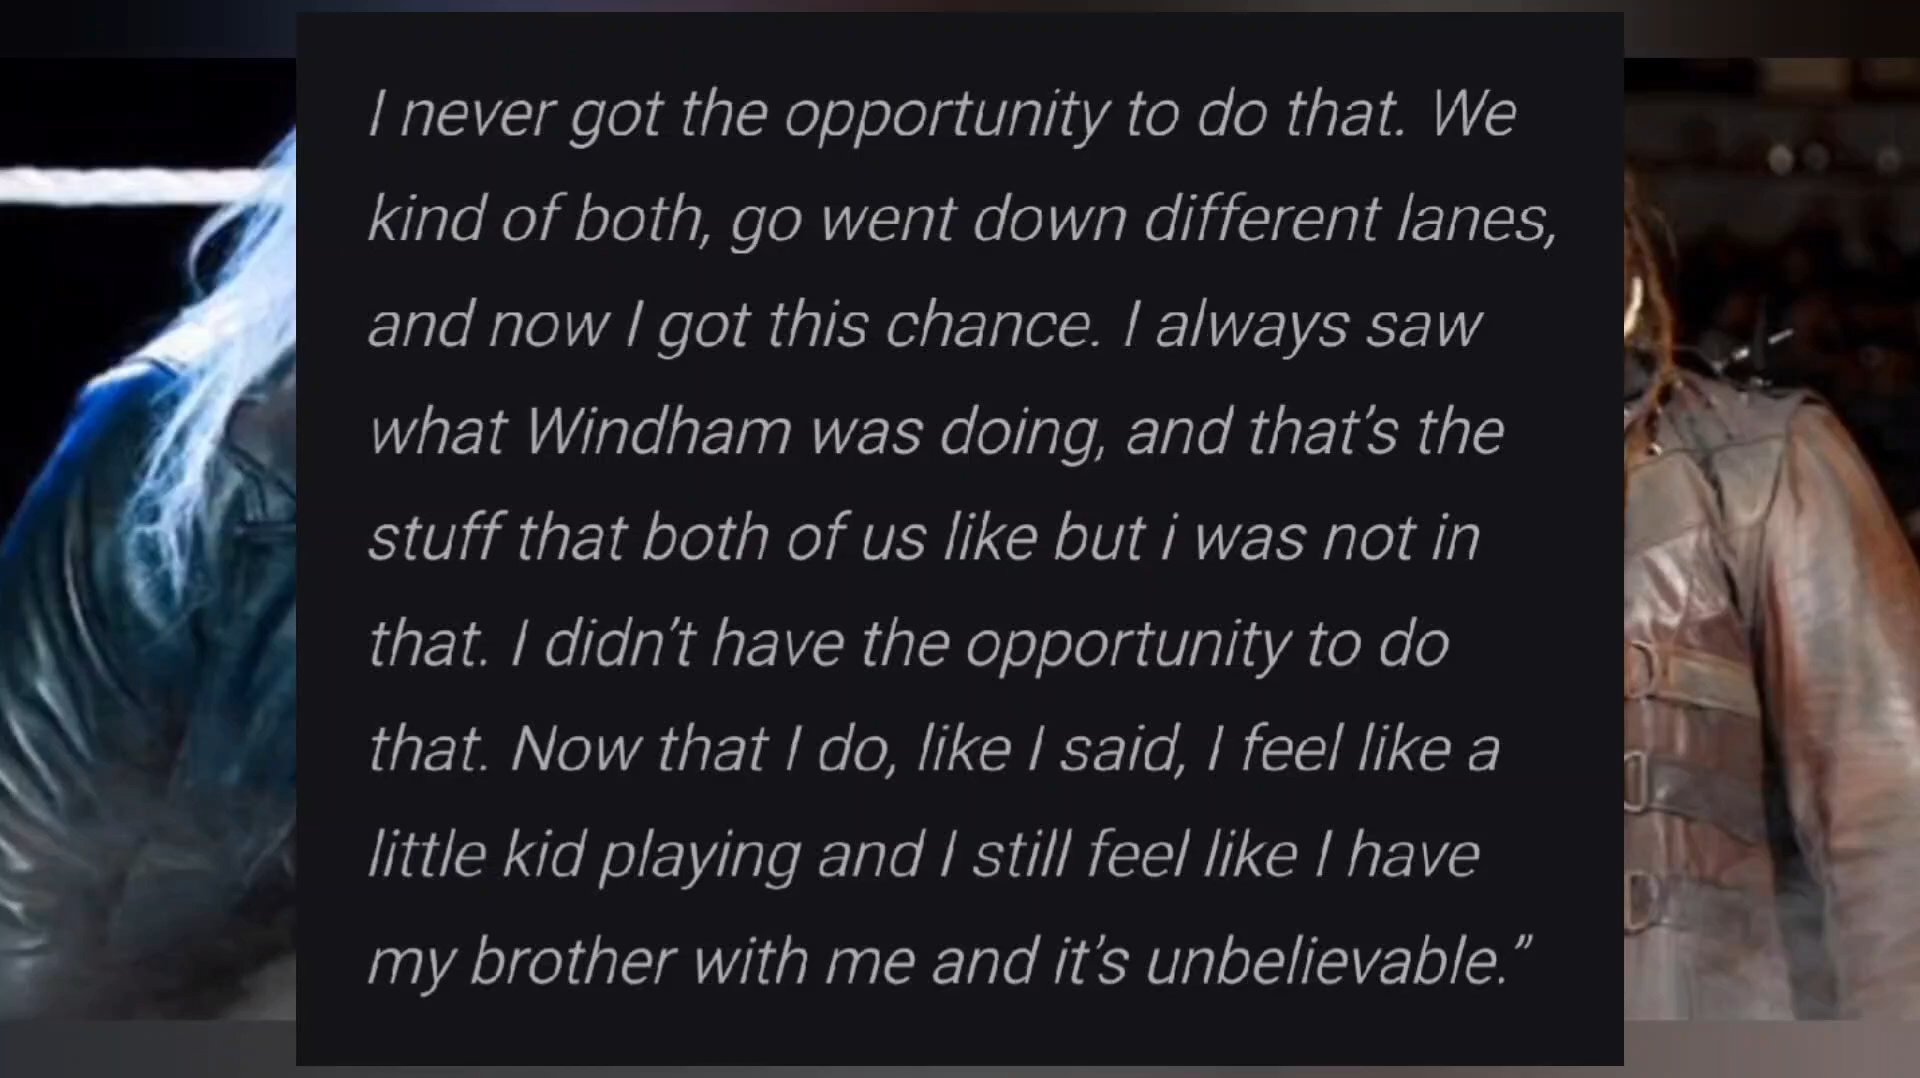 I never got the opportunity to do that. We
kind of both, go went down different lanes,
and now I got this chance. I always saw
what Windham was doing, and that’s the
stuff that both of us like but i was not in
that. I didn’t have the opportunity to do
that. Now that I do, like I said, I feel like a
little kid playing and I still feel like I have
my brother with me and it’s unbelievable.”